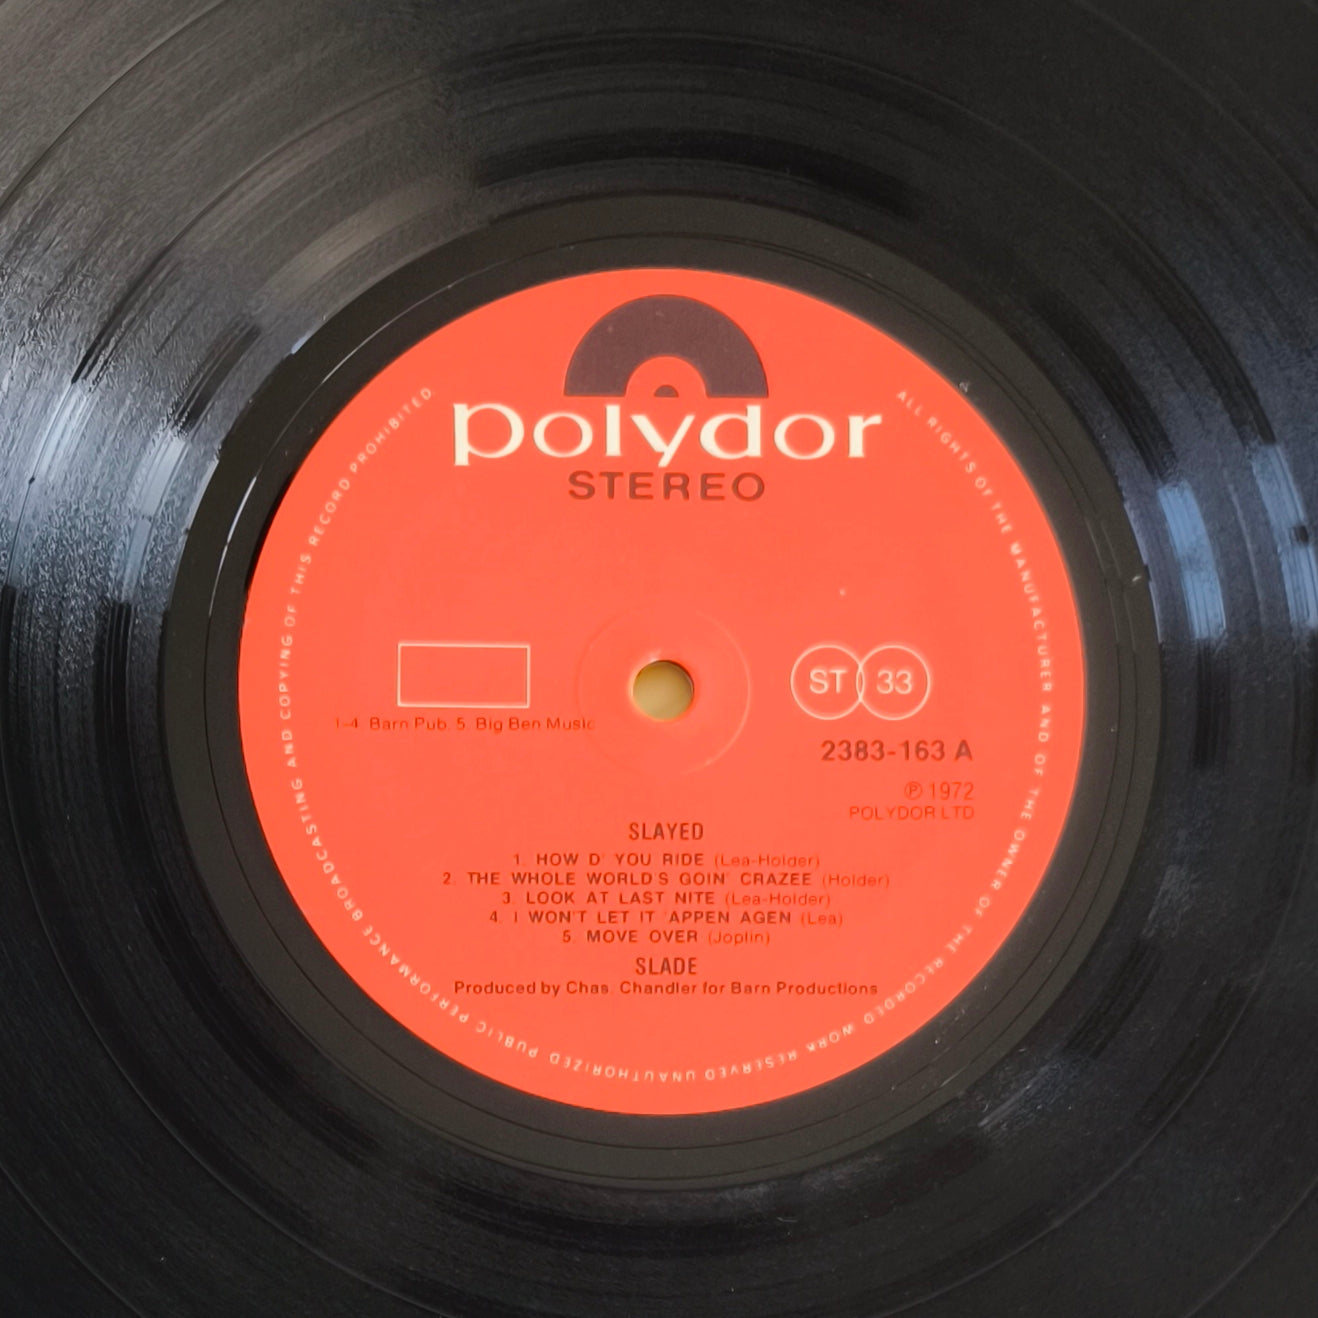 polydor
STEREO
ST 33
1-4. Barn Pub. 5. Big Ben Music
2383-163 A
℗ 1972
POLYDOR LTD
SLAYED
1. HOW D' YOU RIDE (Lea-Holder)
2. THE WHOLE WORLD'S GOIN' CRAZEE (Holder)
3. LOOK AT LAST NITE (Lea-Holder)
4. I WON'T LET IT 'APPEN AGEN (Lea)
5. MOVE OVER (Joplin)
SLADE
Produced by Chas. Chandler for Barn Productions
ALL RIGHTS OF THE MANUFACTURER AND OF THE OWNER OF THE RECORDED WORK RESERVED UNAUTHORIZED PUBLIC PERFORMANCE BROADCASTING AND COPYING OF THIS RECORD PROHIBITED